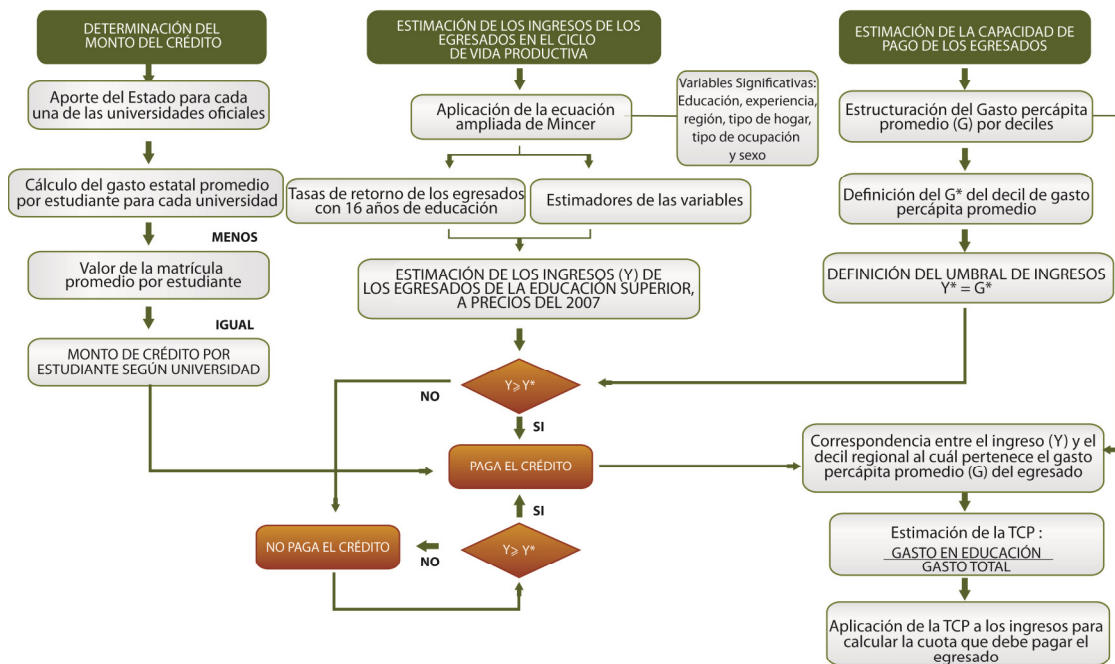 DETERMINACIÓN DEL
MONTO DEL CRÉDITO
Aporte del Estado para cada
una de las universidades oficiales
Cálculo del gasto estatal promedio
por estudiante para cada universidad
MENOS
Valor de la matrícula
promedio por estudiante
IGUAL
MONTO DE CRÉDITO POR
ESTUDIANTE SEGÚN UNIVERSIDAD
ESTIMACIÓN DE LOS INGRESOS DE LOS
EGRESADOS EN EL CICLO
DE VIDA PRODUCTIVA
Aplicación de la ecuación
ampliada de Mincer
Variables Significativas:
Educación, experiencia,
región, tipo de hogar,
tipo de ocupación
y sexo
Tasas de retorno de los egresados
con 16 años de educación
Estimadores de las variables
ESTIMACIÓN DE LOS INGRESOS (Y) DE
LOS EGRESADOS DE LA EDUCACIÓN SUPERIOR,
A PRECIOS DEL 2007
Y⩾Y*
NO
SI
PAGA EL CRÉDITO
SI
Y⩾Y*
NO
NO PAGA EL CRÉDITO
ESTIMACIÓN DE LA CAPACIDAD DE
PAGO DE LOS EGRESADOS
Estructuración del Gasto percápita
promedio (G) por deciles
Definición del G* del decil de gasto
percápita promedio
DEFINICIÓN DEL UMBRAL DE INGRESOS
Y* = G*
Correspondencia entre el ingreso (Y) y el
decil regional al cuál pertenece el gasto
percápita promedio (G) del egresado
Estimación de la TCP :
GASTO EN EDUCACIÓN
GASTO TOTAL
Aplicación de la TCP a los ingresos para
calcular la cuota que debe pagar el
egresado